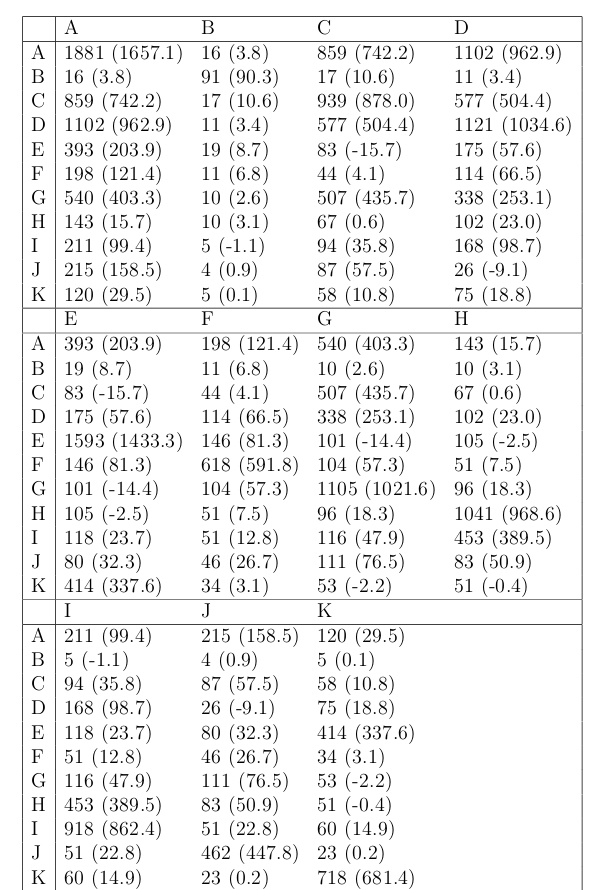 A B C D
A 1881 (1657.1) 16 (3.8) 859 (742.2) 1102 (962.9)
B 16 (3.8) 91 (90.3) 17 (10.6) 11 (3.4)
C 859 (742.2) 17 (10.6) 939 (878.0) 577 (504.4)
D 1102 (962.9) 11 (3.4) 577 (504.4) 1121 (1034.6)
E 393 (203.9) 19 (8.7) 83 (-15.7) 175 (57.6)
F 198 (121.4) 11 (6.8) 44 (4.1) 114 (66.5)
G 540 (403.3) 10 (2.6) 507 (435.7) 338 (253.1)
H 143 (15.7) 10 (3.1) 67 (0.6) 102 (23.0)
I 211 (99.4) 5 (-1.1) 94 (35.8) 168 (98.7)
J 215 (158.5) 4 (0.9) 87 (57.5) 26 (-9.1)
K 120 (29.5) 5 (0.1) 58 (10.8) 75 (18.8)
E F G H
A 393 (203.9) 198 (121.4) 540 (403.3) 143 (15.7)
B 19 (8.7) 11 (6.8) 10 (2.6) 10 (3.1)
C 83 (-15.7) 44 (4.1) 507 (435.7) 67 (0.6)
D 175 (57.6) 114 (66.5) 338 (253.1) 102 (23.0)
E 1593 (1433.3) 146 (81.3) 101 (-14.4) 105 (-2.5)
F 146 (81.3) 618 (591.8) 104 (57.3) 51 (7.5)
G 101 (-14.4) 104 (57.3) 1105 (1021.6) 96 (18.3)
H 105 (-2.5) 51 (7.5) 96 (18.3) 1041 (968.6)
I 118 (23.7) 51 (12.8) 116 (47.9) 453 (389.5)
J 80 (32.3) 46 (26.7) 111 (76.5) 83 (50.9)
K 414 (337.6) 34 (3.1) 53 (-2.2) 51 (-0.4)
I J K
A 211 (99.4) 215 (158.5) 120 (29.5)
B 5 (-1.1) 4 (0.9) 5 (0.1)
C 94 (35.8) 87 (57.5) 58 (10.8)
D 168 (98.7) 26 (-9.1) 75 (18.8)
E 118 (23.7) 80 (32.3) 414 (337.6)
F 51 (12.8) 46 (26.7) 34 (3.1)
G 116 (47.9) 111 (76.5) 53 (-2.2)
H 453 (389.5) 83 (50.9) 51 (-0.4)
I 918 (862.4) 51 (22.8) 60 (14.9)
J 51 (22.8) 462 (447.8) 23 (0.2)
K 60 (14.9) 23 (0.2) 718 (681.4)